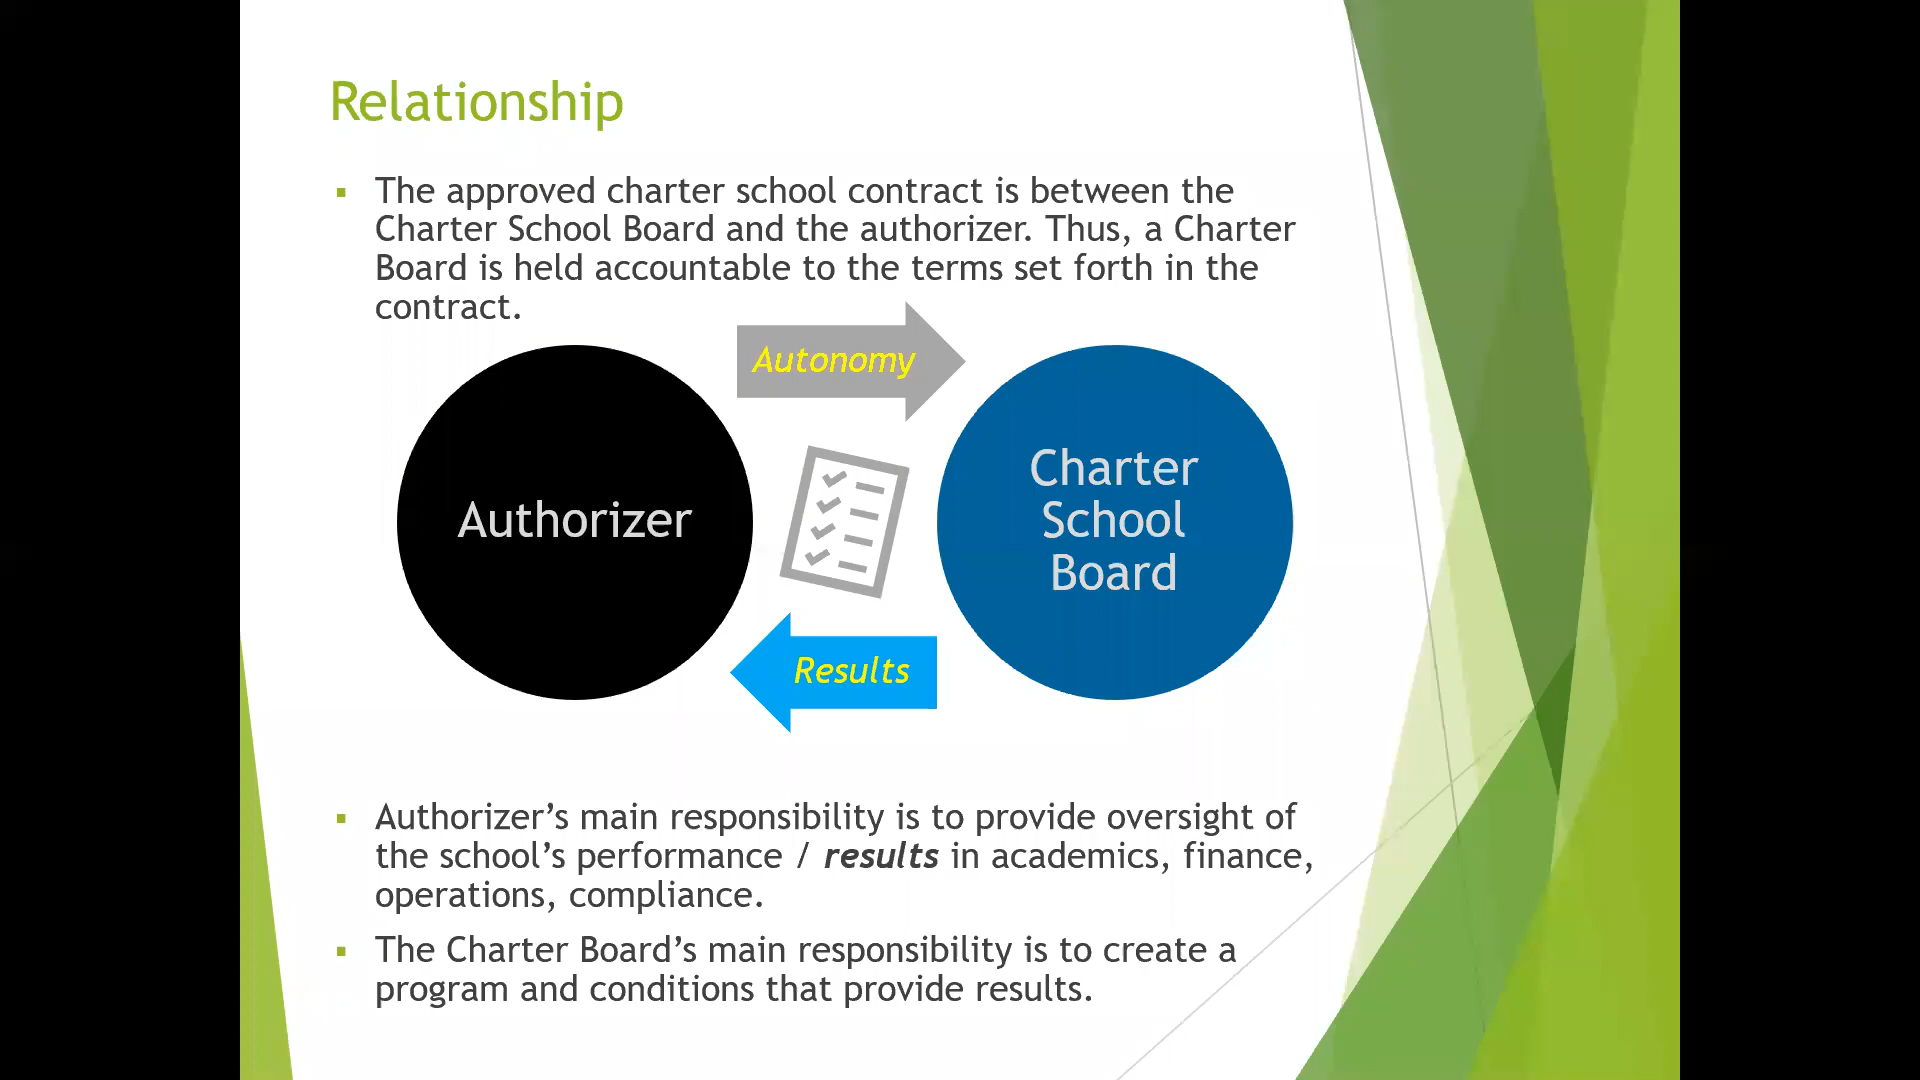 Relationship
The approved charter school contract is between the
Charter School Board and the authorizer. Thus, a Charter
Board is held accountable to the terms set forth in the
contract.
Autonomy
Authorizer
Charter
School
Board
Results
Authorizer’s main responsibility is to provide oversight of
the school’s performance / results in academics, finance,
operations, compliance.
The Charter Board’s main responsibility is to create a
program and conditions that provide results.